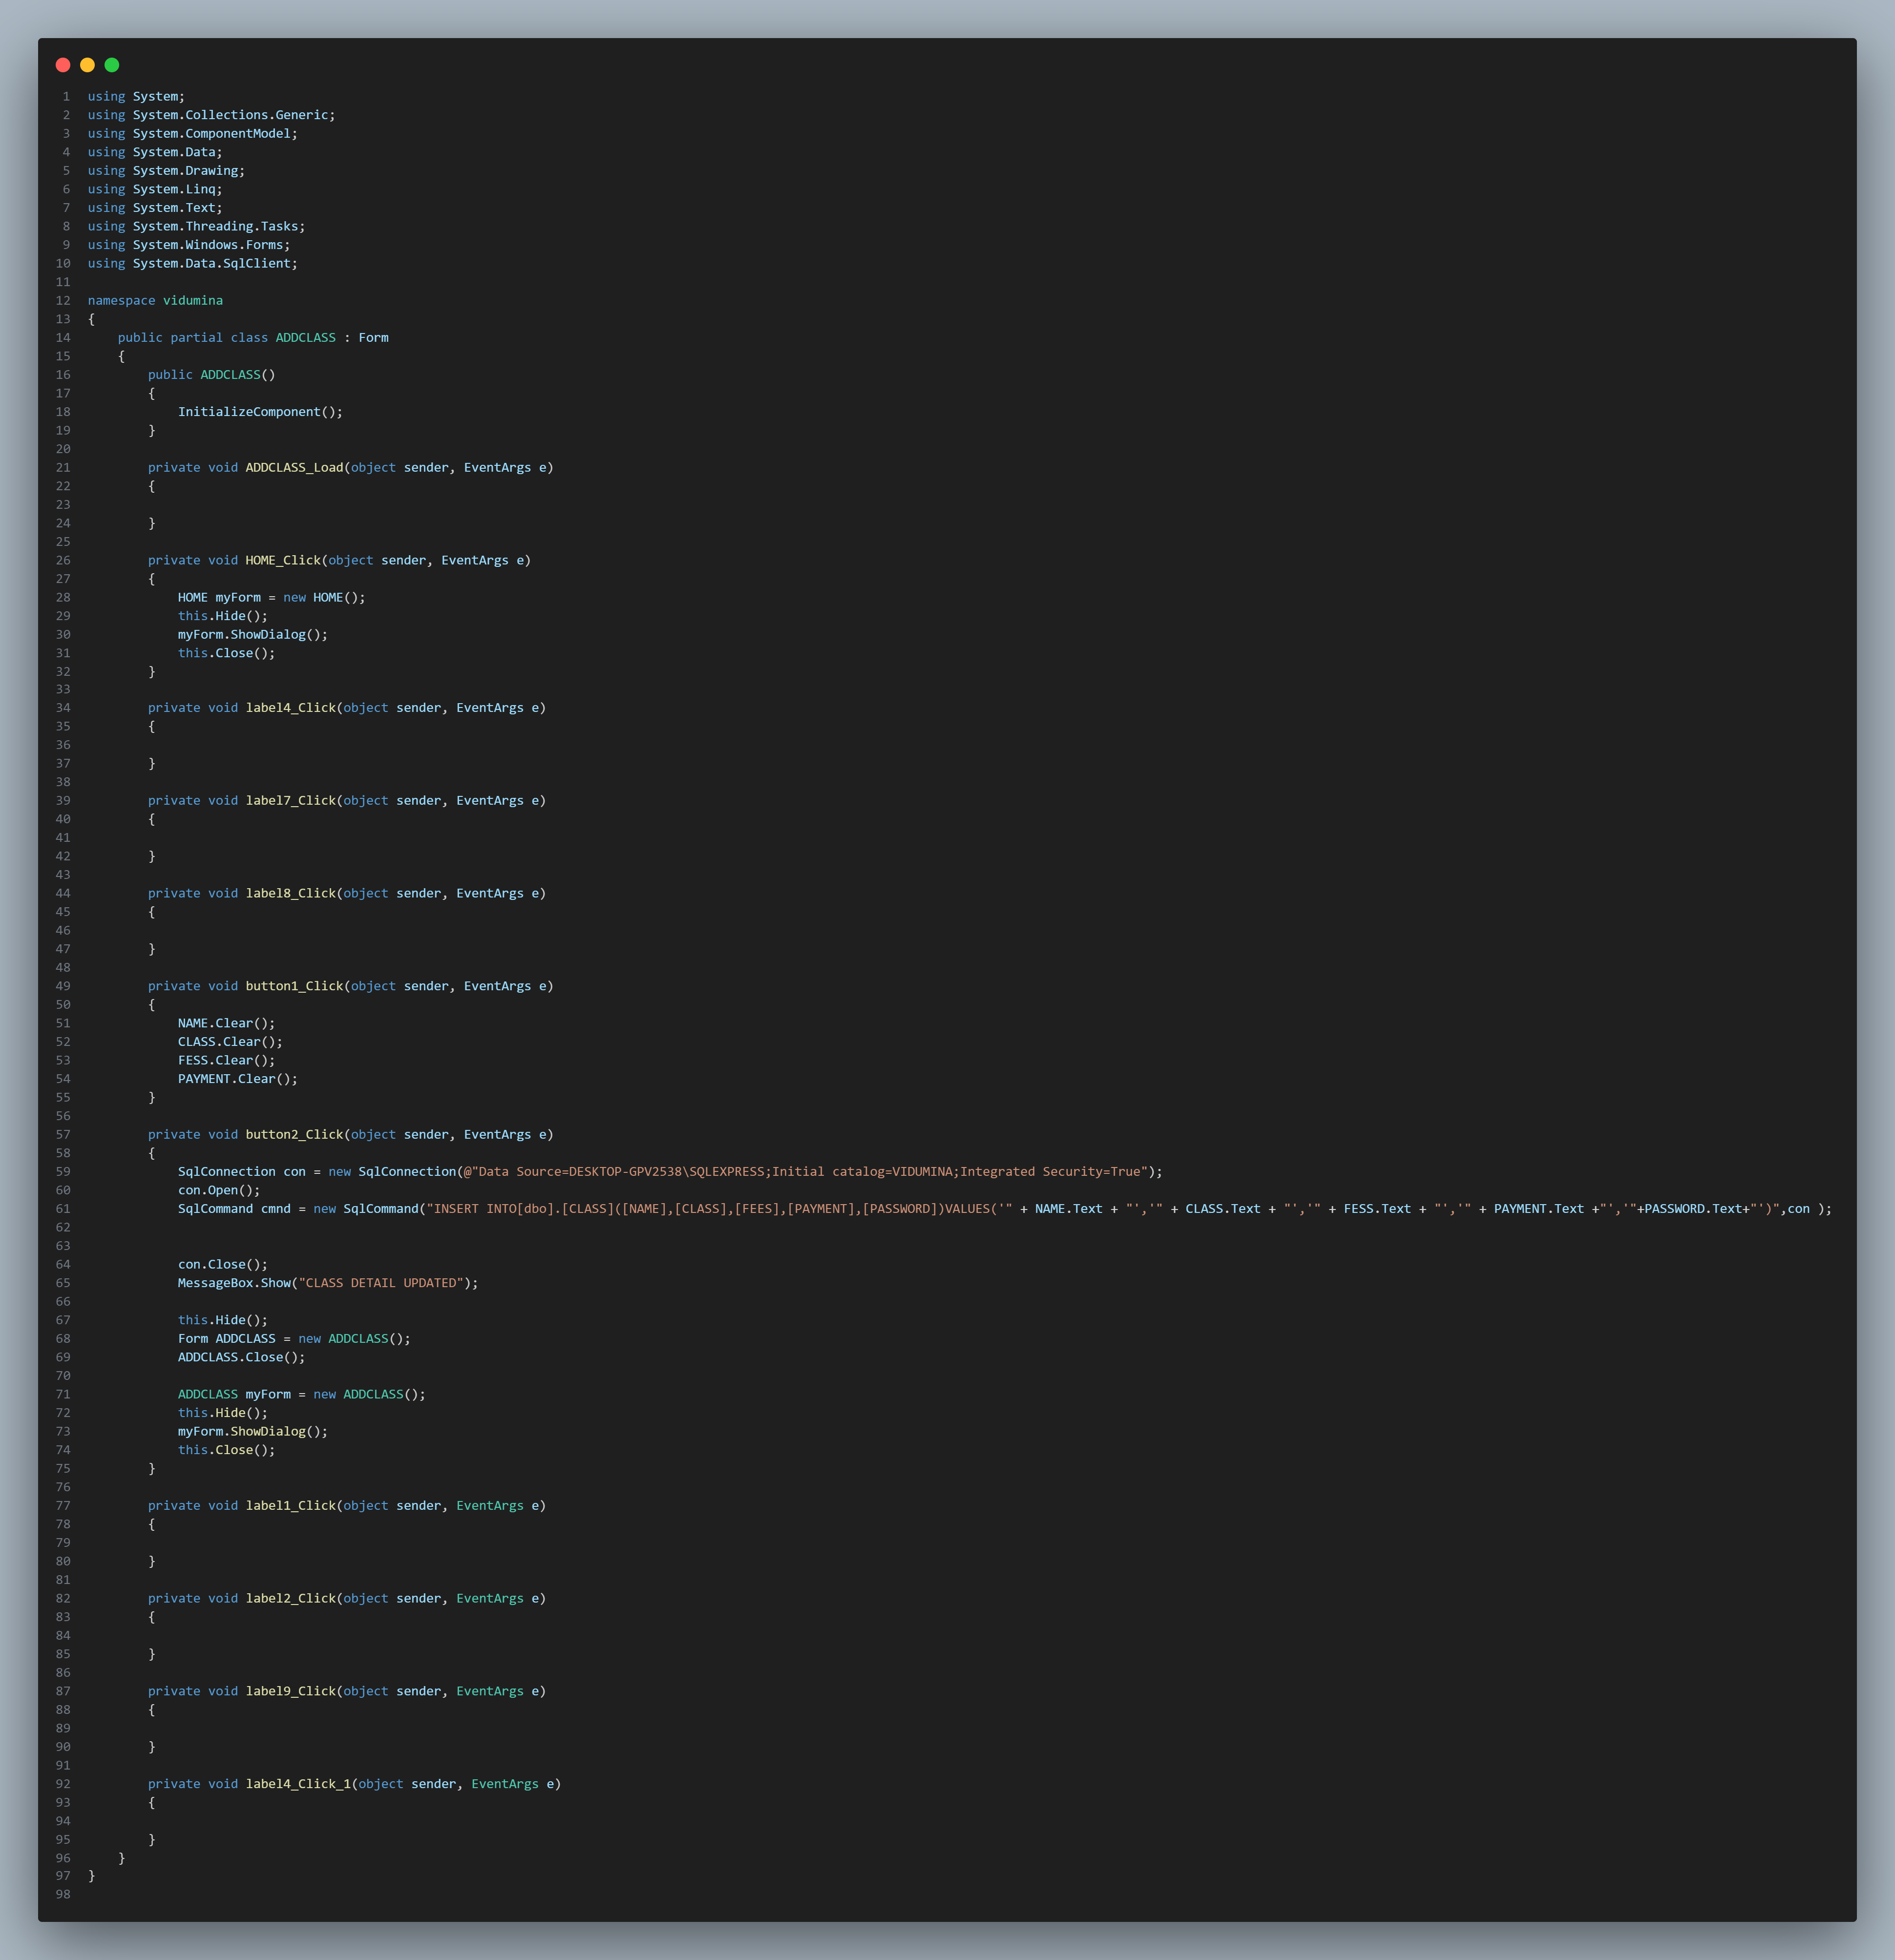 1 using System;
2 using System.Collections.Generic;
3 using System.ComponentModel;
4 using System.Data;
5 using System.Drawing;
6 using System.Linq;
7 using System.Text;
8 using System.Threading.Tasks;
9 using System.Windows.Forms;
10 using System.Data.SqlClient;
11
12 namespace vidumina
13 {
14     public partial class ADDCLASS : Form
15     {
16         public ADDCLASS()
17         {
18             InitializeComponent();
19         }
20
21         private void ADDCLASS_Load(object sender, EventArgs e)
22         {
23
24         }
25
26         private void HOME_Click(object sender, EventArgs e)
27         {
28             HOME myForm = new HOME();
29             this.Hide();
30             myForm.ShowDialog();
31             this.Close();
32         }
33
34         private void label4_Click(object sender, EventArgs e)
35         {
36
37         }
38
39         private void label7_Click(object sender, EventArgs e)
40         {
41
42         }
43
44         private void label8_Click(object sender, EventArgs e)
45         {
46
47         }
48
49         private void button1_Click(object sender, EventArgs e)
50         {
51             NAME.Clear();
52             CLASS.Clear();
53             FESS.Clear();
54             PAYMENT.Clear();
55         }
56
57         private void button2_Click(object sender, EventArgs e)
58         {
59             SqlConnection con = new SqlConnection(@"Data Source=DESKTOP-GPV2538\SQLEXPRESS;Initial catalog=VIDUMINA;Integrated Security=True");
60             con.Open();
61             SqlCommand cmnd = new SqlCommand("INSERT INTO[dbo].[CLASS]([NAME],[CLASS],[FEES],[PAYMENT],[PASSWORD])VALUES('" + NAME.Text + "','" + CLASS.Text + "','" + FESS.Text + "','" + PAYMENT.Text +"','"+PASSWORD.Text+"')",con );
62
63
64             con.Close();
65             MessageBox.Show("CLASS DETAIL UPDATED");
66
67             this.Hide();
68             Form ADDCLASS = new ADDCLASS();
69             ADDCLASS.Close();
70
71             ADDCLASS myForm = new ADDCLASS();
72             this.Hide();
73             myForm.ShowDialog();
74             this.Close();
75         }
76
77         private void label1_Click(object sender, EventArgs e)
78         {
79
80         }
81
82         private void label2_Click(object sender, EventArgs e)
83         {
84
85         }
86
87         private void label9_Click(object sender, EventArgs e)
88         {
89
90         }
91
92         private void label4_Click_1(object sender, EventArgs e)
93         {
94
95         }
96     }
97 }
98